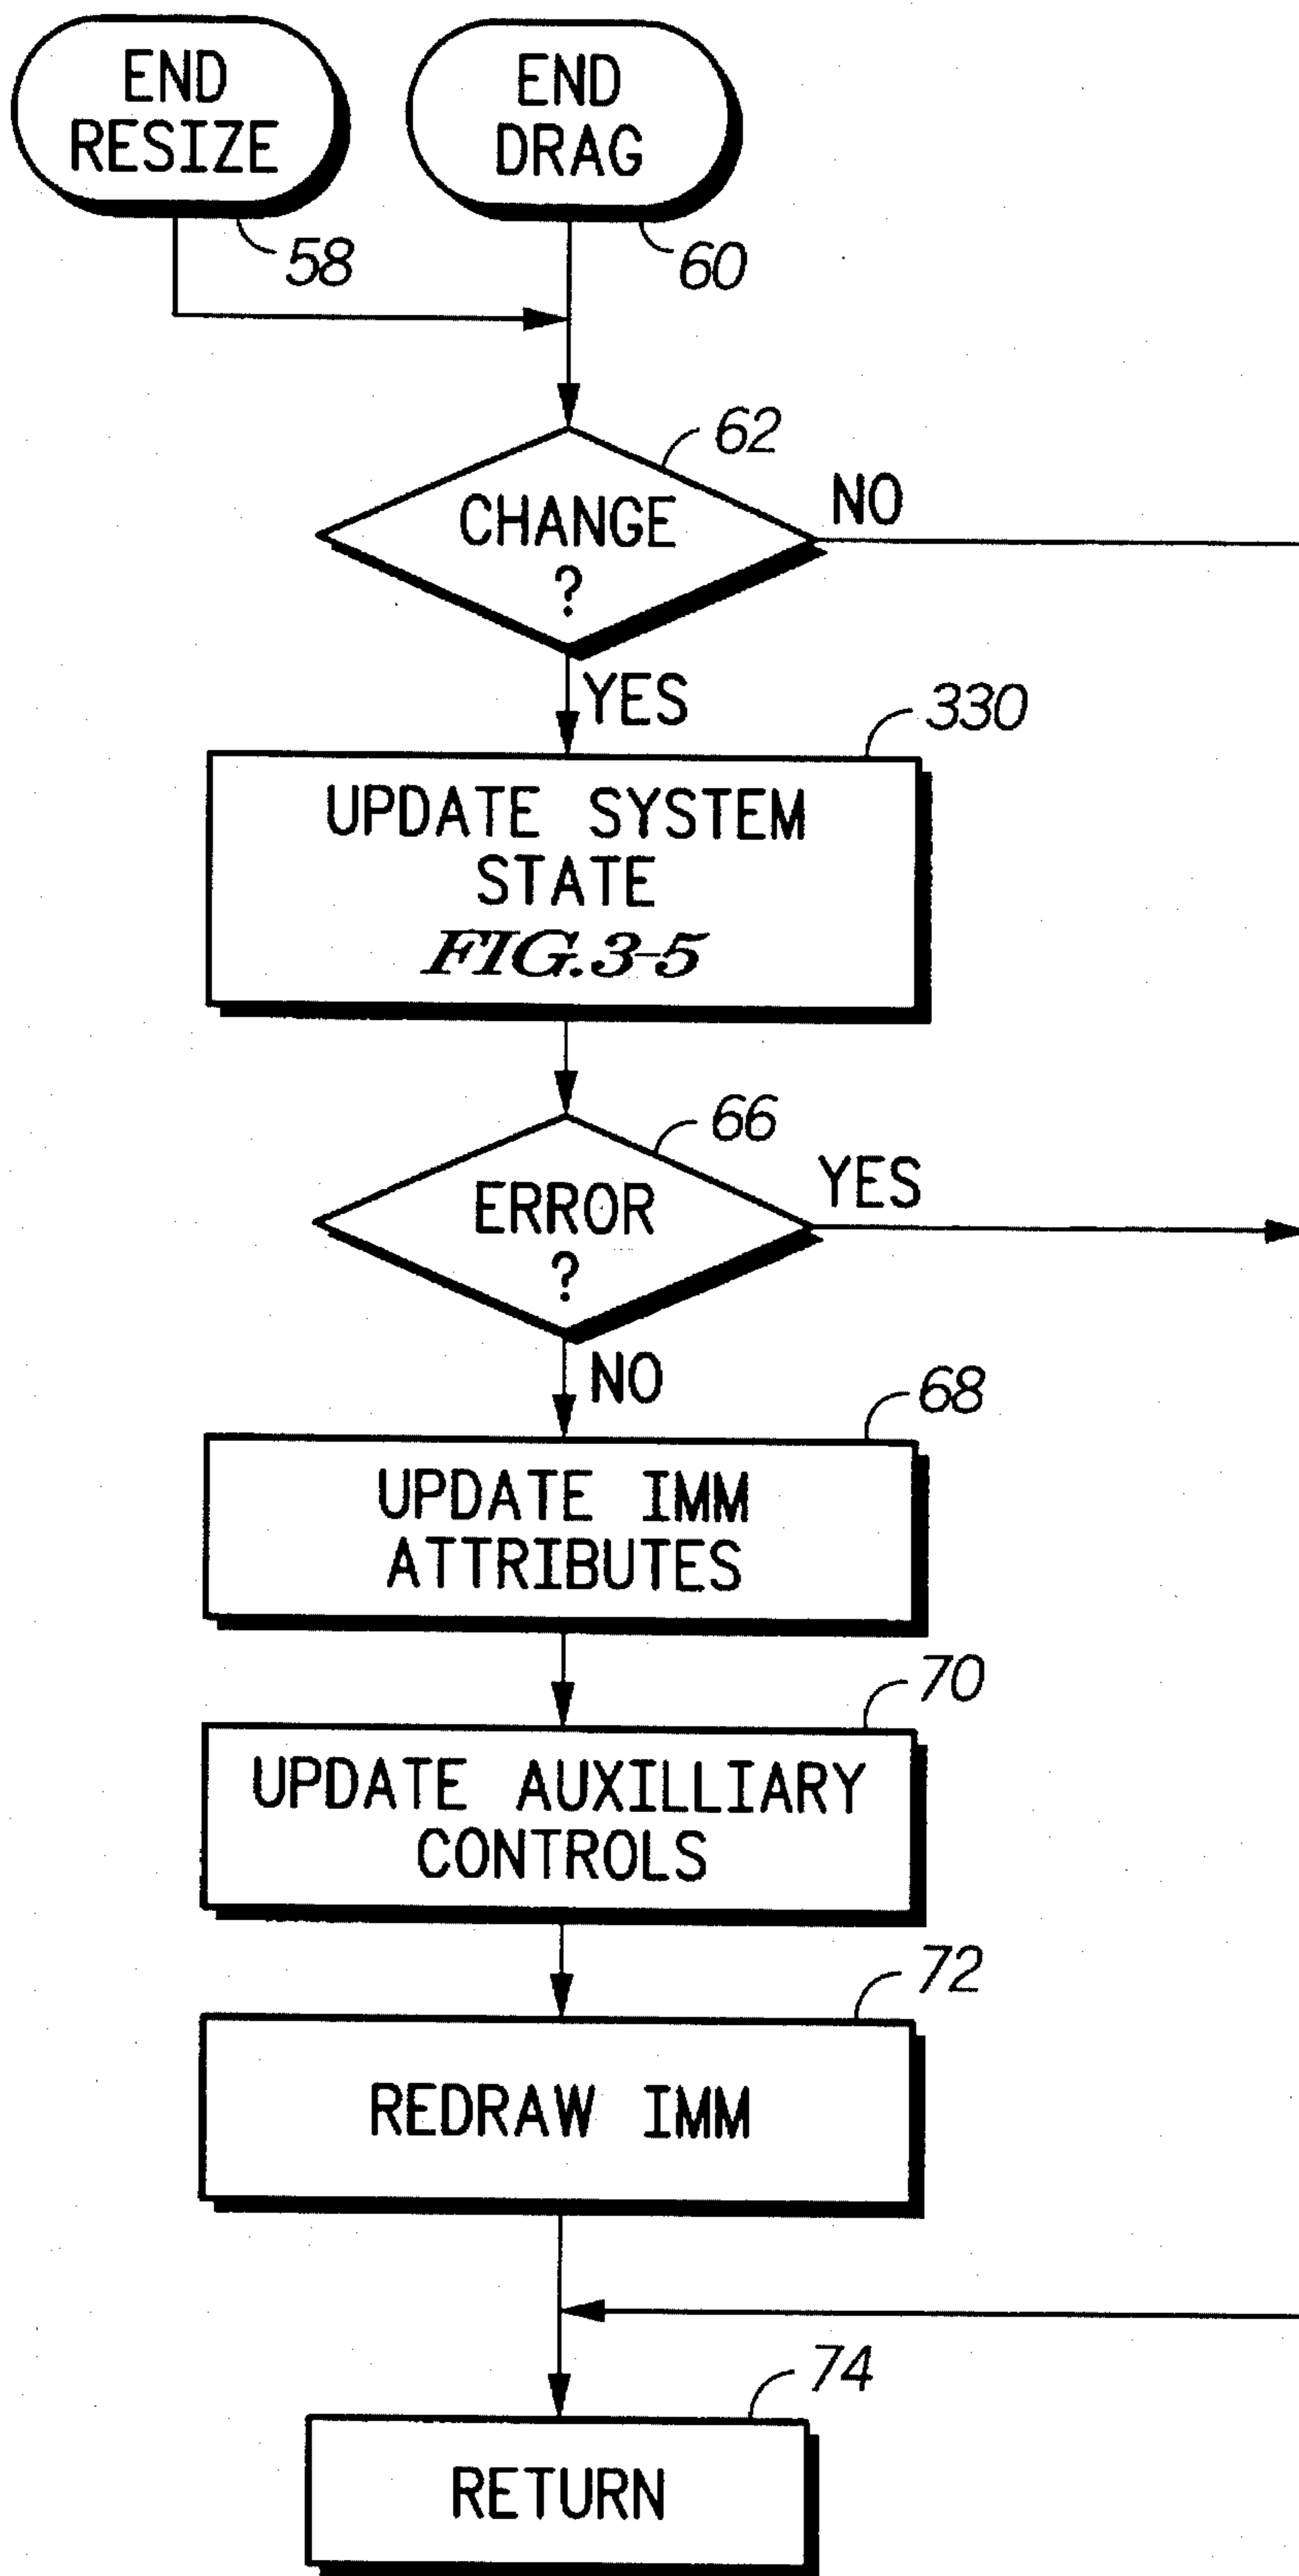 END
RESIZE
58
END
DRAG
60
62
CHANGE
?
NO
YES
330
UPDATE SYSTEM
STATE
FIG.3-5
66
ERROR
?
YES
NO
68
UPDATE IMM
ATTRIBUTES
70
UPDATE AUXILLIARY
CONTROLS
72
REDRAW IMM
74
RETURN